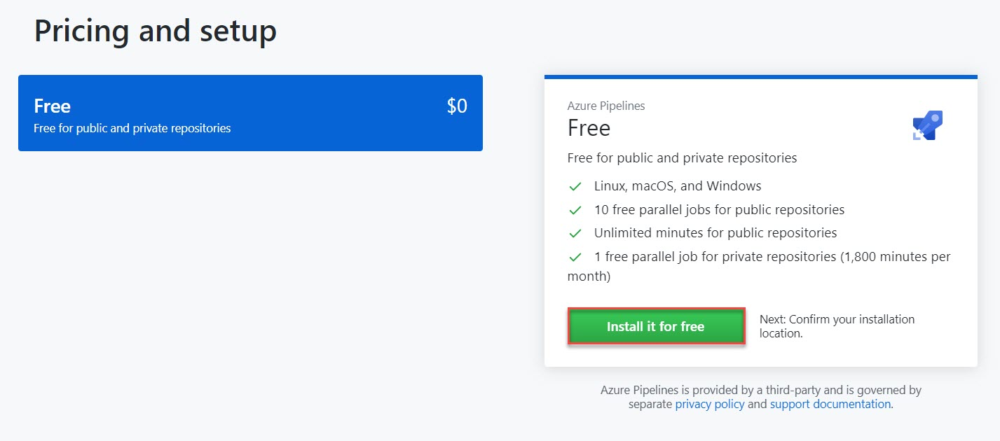 Pricing and setup
Free
$0
Free for public and private repositories
Azure Pipelines
Free
Free for public and private repositories
Linux, macOS, and Windows
10 free parallel jobs for public repositories
Unlimited minutes for public repositories
1 free parallel job for private repositories (1,800 minutes per
month)
Install it for free
Next: Confirm your installation
location.
Azure Pipelines is provided by a third-party and is governed by
separate privacy policy and support documentation.